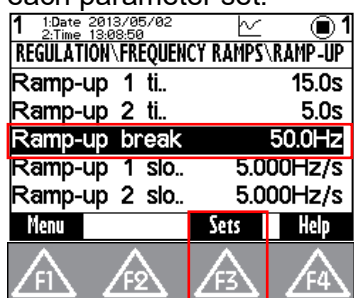 each parameter set.
1 1:Date 2013/05/02 1
2:Time 13:08:50
REGULATION\FREQUENCY RAMPS\RAMP-UP
Ramp-up 1 ti.. 15.0s
Ramp-up 2 ti.. 5.0s
Ramp-up break 50.0Hz
Ramp-up 1 slo.. 5.000Hz/s
Ramp-up 2 slo.. 5.000Hz/s
Menu Sets Help
F1 F2 F3 F4